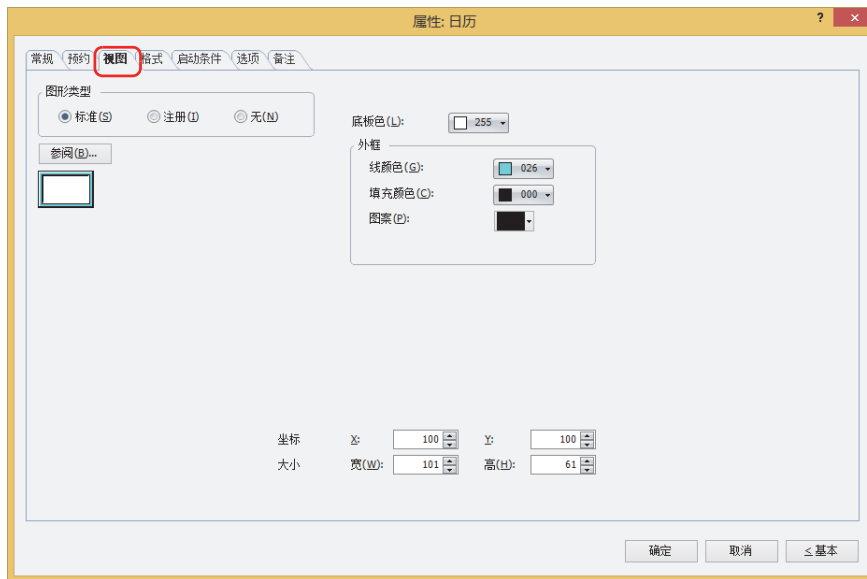 属性: 日历
? ×
常规 预约 视图 格式 启动条件 选项 备注
图形类型
标准(S) 注册(I) 无(N)
参阅(B)...
底板色(L): 255
外框
线颜色(G): 026
填充颜色(C): 000
图案(P):
坐标 X: 100 Y: 100
大小 宽(W): 101 高(H): 61
确定 取消 ≤基本